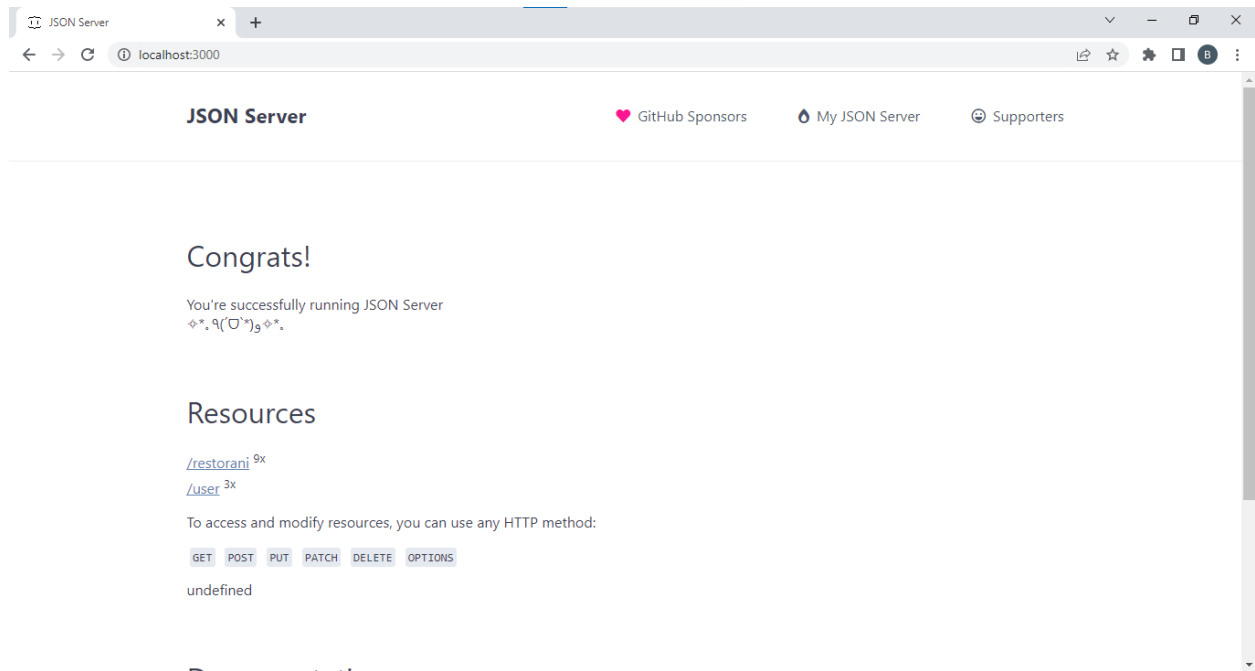 JSON Server
localhost:3000
B
JSON Server
GitHub Sponsors
My JSON Server
Supporters
Congrats!
You're successfully running JSON Server
✧*｡٩(ˊᗜˋ*)و✧*｡
Resources
/restorani 9x
/user 3x
To access and modify resources, you can use any HTTP method:
GET POST PUT PATCH DELETE OPTIONS
undefined